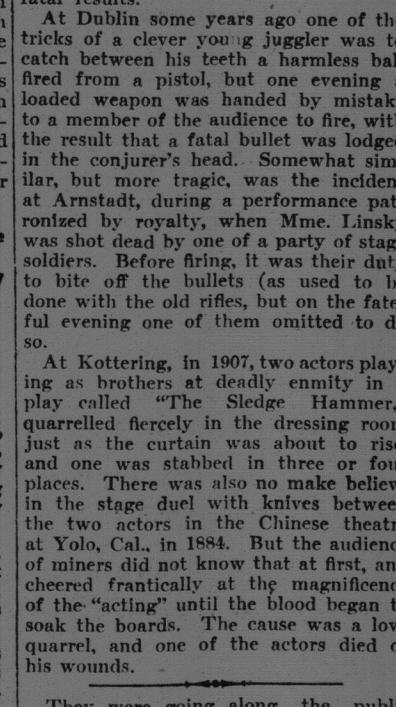 At Dublin some years ago one of th
tricks of a clever young juggler was t
catch between his teeth a harmless bal
fired from a pistol, but one evening
loaded weapon was handed by mistak
to a member of the audience to fire, wit
the result that a fatal bullet was lodge
in the conjurer's head. Somewhat sim
ilar, but more tragic, was the inciden
at Arnstadt, during a performance pat
ronized by royalty, when Mme. Linsk
was shot dead by one of a party of stag
soldiers. Before firing, it was their dut
to bite off the bullets (as used to b
done with the old rifles, but on the fate
ful evening one of them omitted to d
so.
At Kottering, in 1907, two actors play
ing as brothers at deadly enmity in
play called "The Sledge Hammer,
quarrelled fiercely in the dressing roo
just as the curtain was about to ris
and one was stabbed in three or fou
places. There was also no make believ
in the stage duel with knives betwee
the two actors in the Chinese theatr
at Yolo, Cal., in 1884. But the audienc
of miners did not know that at first, an
cheered frantically at the magnificenc
of the "acting" until the blood began t
soak the boards. The cause was a lov
quarrel, and one of the actors died o
his wounds.
They were going along the publ